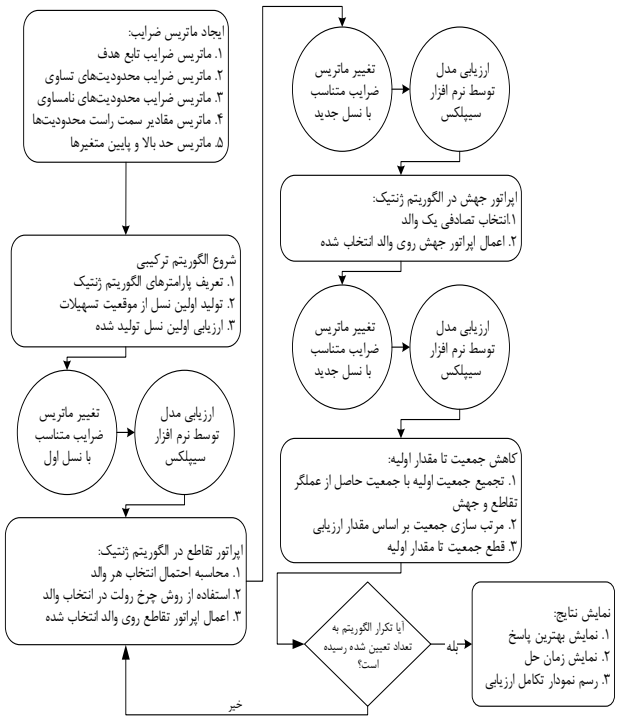 ایجاد ماتریس ضرایب:
۱. ماتریس ضرایب تابع هدف
۲. ماتریس ضرایب محدودیت‌های تساوی
۳. ماتریس ضرایب محدودیت‌های نامساوی
۴. ماتریس مقادیر سمت راست محدودیت‌ها
۵. ماتریس حد بالا و پایین متغیرها
شروع الگوریتم ترکیبی
۱. تعریف پارامترهای الگوریتم ژنتیک
۲. تولید اولین نسل از موقعیت تسهیلات
۳. ارزیابی اولین نسل تولید شده
تغییر ماتریس
ضرایب متناسب
با نسل اول
ارزیابی مدل
توسط نرم افزار
سیپلکس
اپراتور تقاطع در الگوریتم ژنتیک:
۱. محاسبه احتمال انتخاب هر والد
۲. استفاده از روش چرخ رولت در انتخاب والد
۳. اعمال اپراتور تقاطع روی والد انتخاب شده
تغییر ماتریس
ضرایب متناسب
با نسل جدید
ارزیابی مدل
توسط نرم افزار
سیپلکس
اپراتور جهش در الگوریتم ژنتیک:
۱.انتخاب تصادفی یک والد
۲. اعمال اپراتور جهش روی والد انتخاب شده
تغییر ماتریس
ضرایب متناسب
با نسل جدید
ارزیابی مدل
توسط نرم افزار
سیپلکس
کاهش جمعیت تا مقدار اولیه:
۱. تجمیع جمعیت اولیه با جمعیت حاصل از عملگر
تقاطع و جهش
۲. مرتب سازی جمعیت بر اساس مقدار ارزیابی
۳. قطع جمعیت تا مقدار اولیه
آیا تکرار الگوریتم به
تعداد تعیین شده رسیده
است؟
بله
خیر
نمایش نتایج:
۱. نمایش بهترین پاسخ
۲. نمایش زمان حل
۳. رسم نمودار تکامل ارزیابی